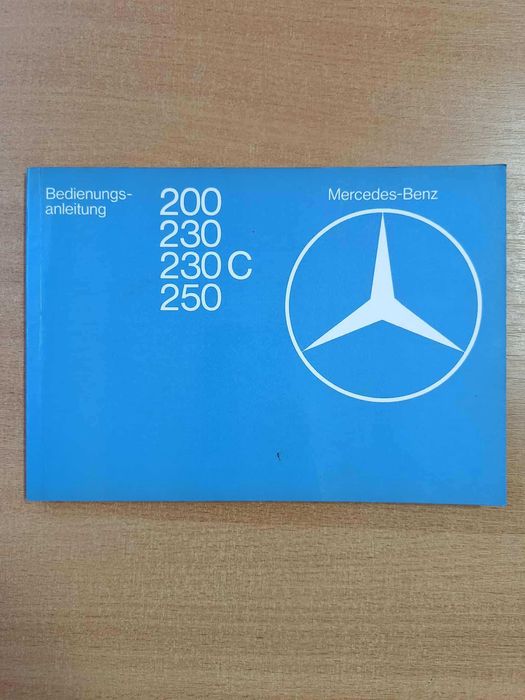 Bedienungs-
anleitung
200
230
230 C
250
Mercedes-Benz